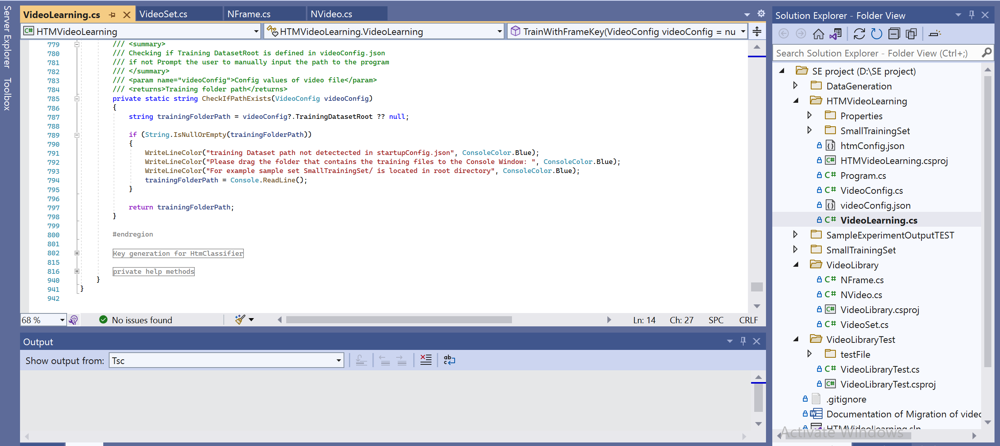 Server Explorer
Toolbox
VideoLearning.cs
VideoSet.cs
NFrame.cs
NVideo.cs
C# HTMVideoLearning
HTMVideoLearning.VideoLearning
TrainWithFrameKey(VideoConfig videoConfig = nu
779 /// <summary>
780 /// Checking if Training DatasetRoot is defined in videoConfig.json
781 /// if not Prompt the user to manually input the path to the program
782 /// </summary>
783 /// <param name="videoConfig">Config values of video file</param>
784 /// <returns>Training folder path</returns>
785 private static string CheckIfPathExists(VideoConfig videoConfig)
786 {
787 string trainingFolderPath = videoConfig?.TrainingDatasetRoot ?? null;
788
789 if (String.IsNullOrEmpty(trainingFolderPath))
790 {
791 WriteLineColor("training Dataset path not detectected in startupConfig.json", ConsoleColor.Blue);
792 WriteLineColor("Please drag the folder that contains the training files to the Console Window: ", ConsoleColor.Blue);
793 WriteLineColor("For example sample set SmallTrainingSet/ is located in root directory", ConsoleColor.Blue);
794 trainingFolderPath = Console.ReadLine();
795 }
796
797 return trainingFolderPath;
798 }
799
800 #endregion
801
802 Key generation for HtmClassifier
815
816 private help methods
940 }
941 }
942
68 %
No issues found
Ln: 14
Ch: 27
SPC
CRLF
Output
Show output from:
Tsc
Solution Explorer - Folder View
Search Solution Explorer - Folder View (Ctrl+;)
SE project (D:\SE project)
DataGeneration
HTMVideoLearning
Properties
SmallTrainingSet
htmConfig.json
C# HTMVideoLearning.csproj
C# Program.cs
C# VideoConfig.cs
videoConfig.json
C# VideoLearning.cs
SampleExperimentOutputTEST
SmallTrainingSet
VideoLibrary
C# NFrame.cs
C# NVideo.cs
C# VideoLibrary.csproj
C# VideoSet.cs
VideoLibraryTest
testFile
C# VideoLibraryTest.cs
C# VideoLibraryTest.csproj
.gitignore
Documentation of Migration of videc
HTMVideoLearning.sln
Activate Windows